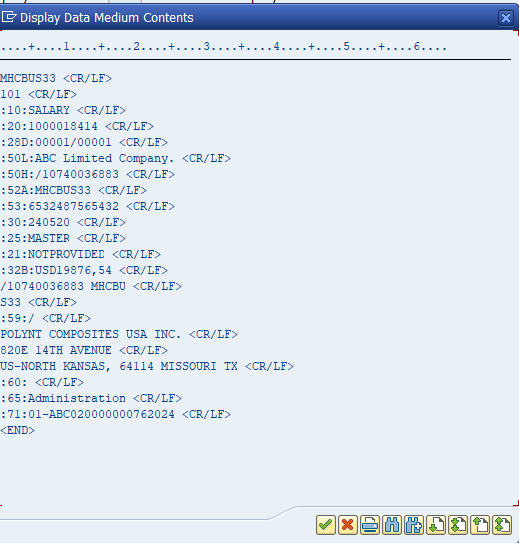 Display Data Medium Contents
....+....1....+....2....+....3....+....4....+....5....+....6....
MHCBUS33 <CR/LF>
101 <CR/LF>
:10:SALARY <CR/LF>
:20:1000018414 <CR/LF>
:28D:00001/00001 <CR/LF>
:50L:ABC Limited Company. <CR/LF>
:50H:/10740036883 <CR/LF>
:52A:MHCBUS33 <CR/LF>
:53:6532487565432 <CR/LF>
:30:240520 <CR/LF>
:25:MASTER <CR/LF>
:21:NOTPROVIDED <CR/LF>
:32B:USD19876,54 <CR/LF>
/10740036883 MHCBU <CR/LF>
S33 <CR/LF>
:59:/ <CR/LF>
POLYNT COMPOSITES USA INC. <CR/LF>
820E 14TH AVENUE <CR/LF>
US-NORTH KANSAS, 64114 MISSOURI TX <CR/LF>
:60: <CR/LF>
:65:Administration <CR/LF>
:71:01-ABC020000000762024 <CR/LF>
<END>